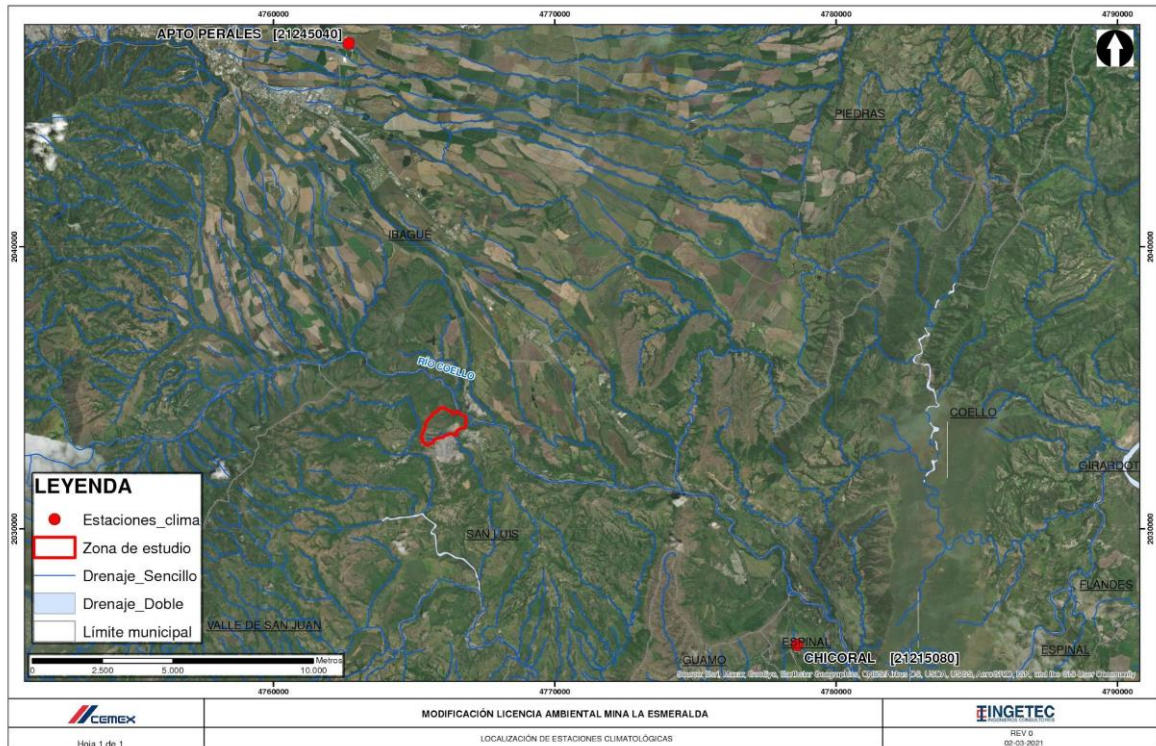 4760000 4770000 4780000 4790000
APTO PERALES [21245040]
PIEDRAS
IBAGUE
2040000 2040000
RÍO COELLO
COELLO
GIRARDOT
LEYENDA
Estaciones_clima
Zona de estudio
Drenaje_Sencillo
Drenaje_Doble
Límite municipal
SAN LUIS
2030000 2030000
FLANDES
VALLE DE SAN JUAN
ESPINAL
ESPINAL
GUAMO
CHICORAL [21215080]
Metros
0 2.500 5.000 10.000
4760000 4770000 4780000 4790000
CEMEX
MODIFICACIÓN LICENCIA AMBIENTAL MINA LA ESMERALDA
INGETEC
INGENIEROS CONSULTORES
Hoja 1 de 1
LOCALIZACIÓN DE ESTACIONES CLIMATOLÓGICAS
REV 0
02-03-2021